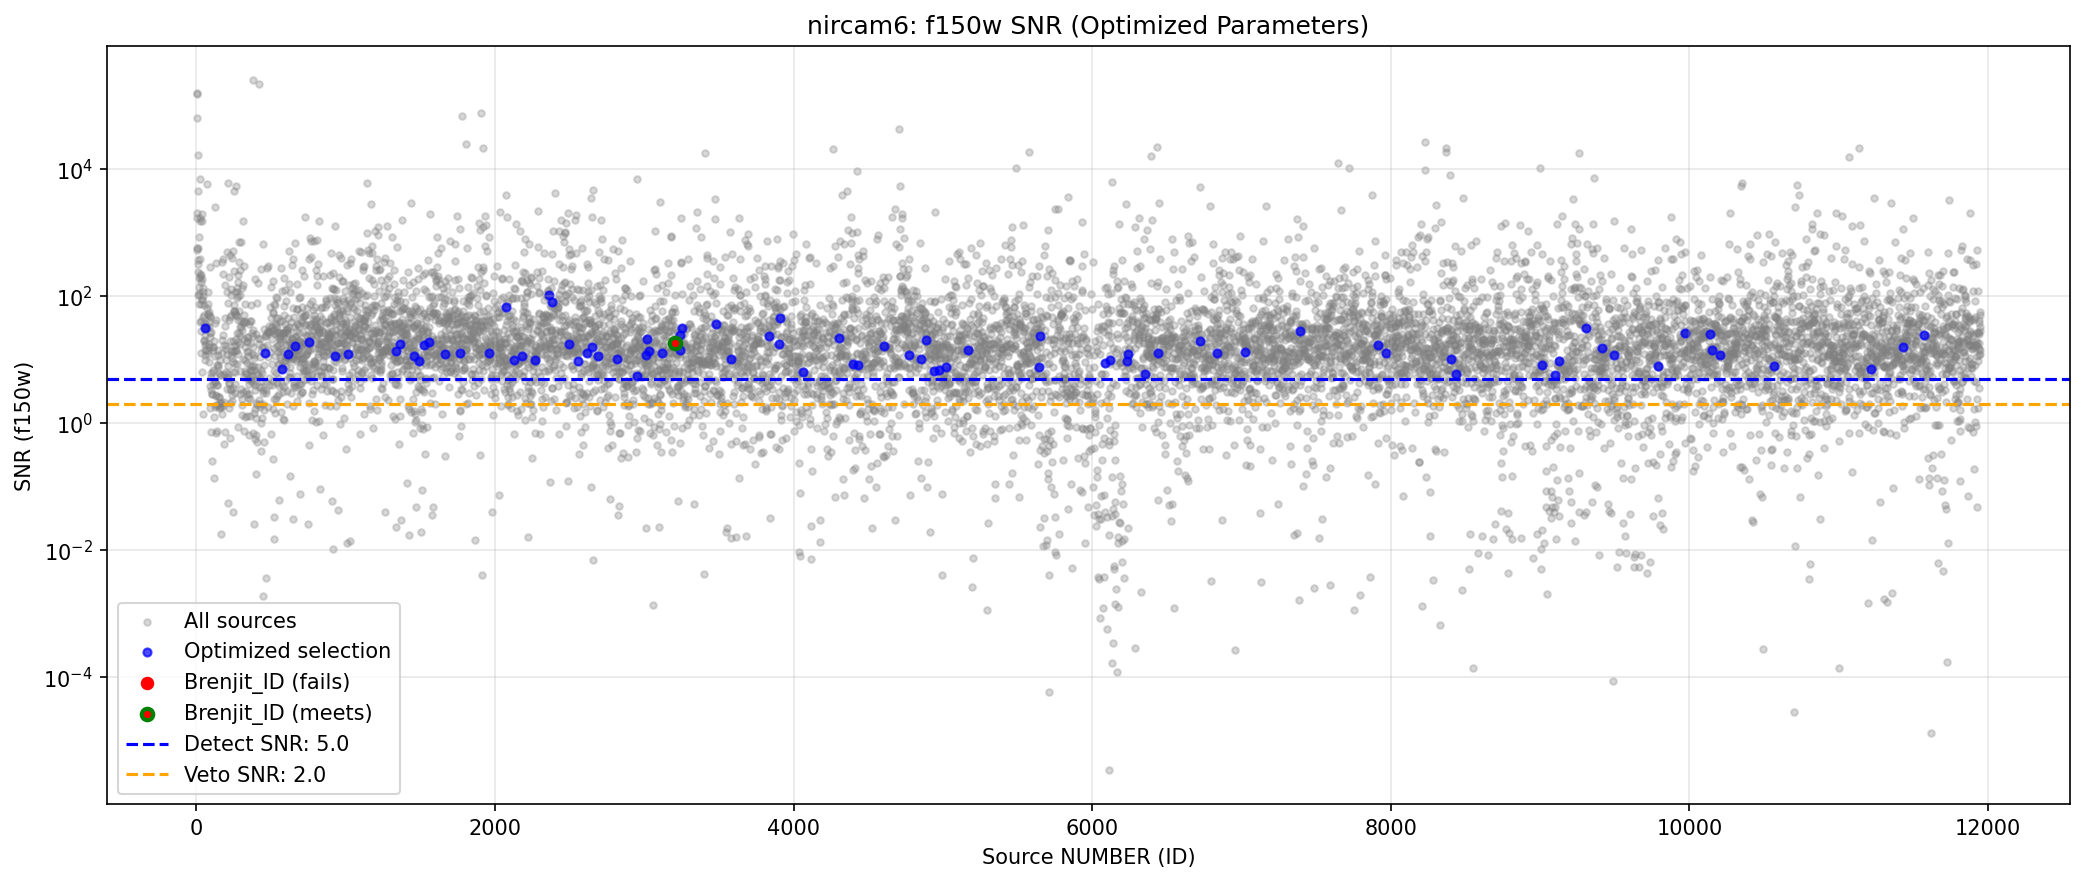 nircam6: f150w SNR (Optimized Parameters)
SNR (f150w)
10^4
10^2
10^0
10^-2
10^-4
All sources
Optimized selection
Brenjit_ID (fails)
Brenjit_ID (meets)
Detect SNR: 5.0
Veto SNR: 2.0
0 2000 4000 6000 8000 10000 12000
Source NUMBER (ID)